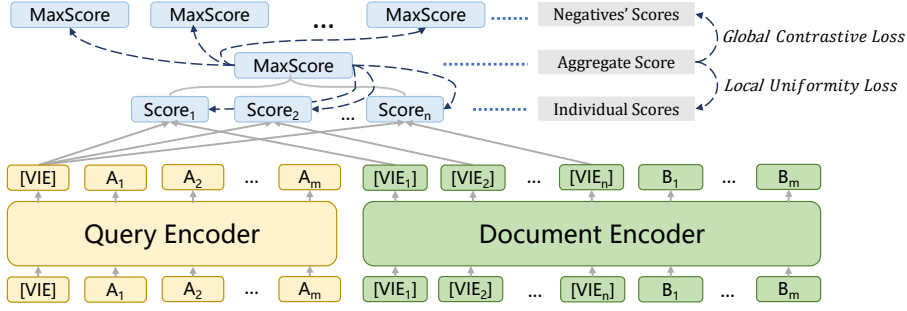 MaxScore MaxScore ... MaxScore Negatives' Scores
Global Contrastive Loss
MaxScore Aggregate Score
Local Uniformity Loss
Score1 Score2 ... Scoren Individual Scores
[VIE] A1 A2 ... Am [VIE1] [VIE2] ... [VIEn] B1 ... Bm
Query Encoder Document Encoder
[VIE] A1 A2 ... Am [VIE1] [VIE2] ... [VIEn] B1 ... Bm